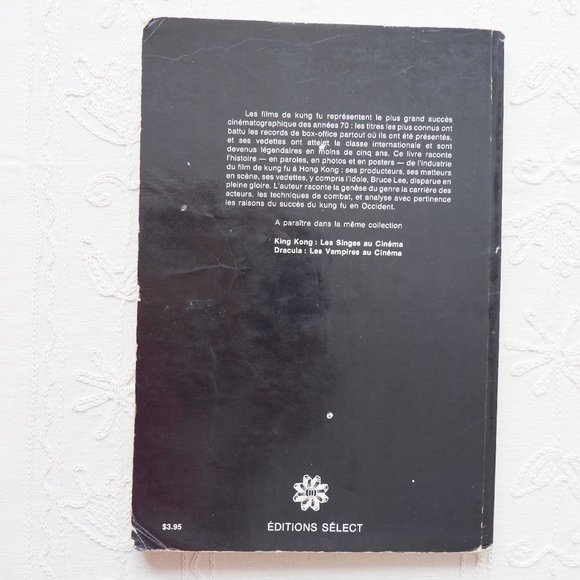 Les films de kung fu représentent le plus grand succès
cinématographique des années 70 : les titres les plus connus ont
battu les records de box-office partout où ils ont été présentés,
et ses vedettes ont atteint la classe internationale et sont
devenus légendaires en moins de cinq ans. Ce livre raconte
l'histoire — en paroles, en photos et en posters — de l'industrie
du film de kung fu à Hong Kong : ses producteurs, ses metteurs
en scène, ses vedettes, y compris l'idole, Bruce Lee, disparue en
pleine gloire. L'auteur raconte la genèse du genre la carrière des
acteurs, les techniques de combat, et analyse avec pertinence
les raisons du succès du kung fu en Occident.
A paraître dans la même collection
King Kong : Les Singes au Cinéma
Dracula : Les Vampires au Cinéma
$3.95
ÉDITIONS SÉLECT